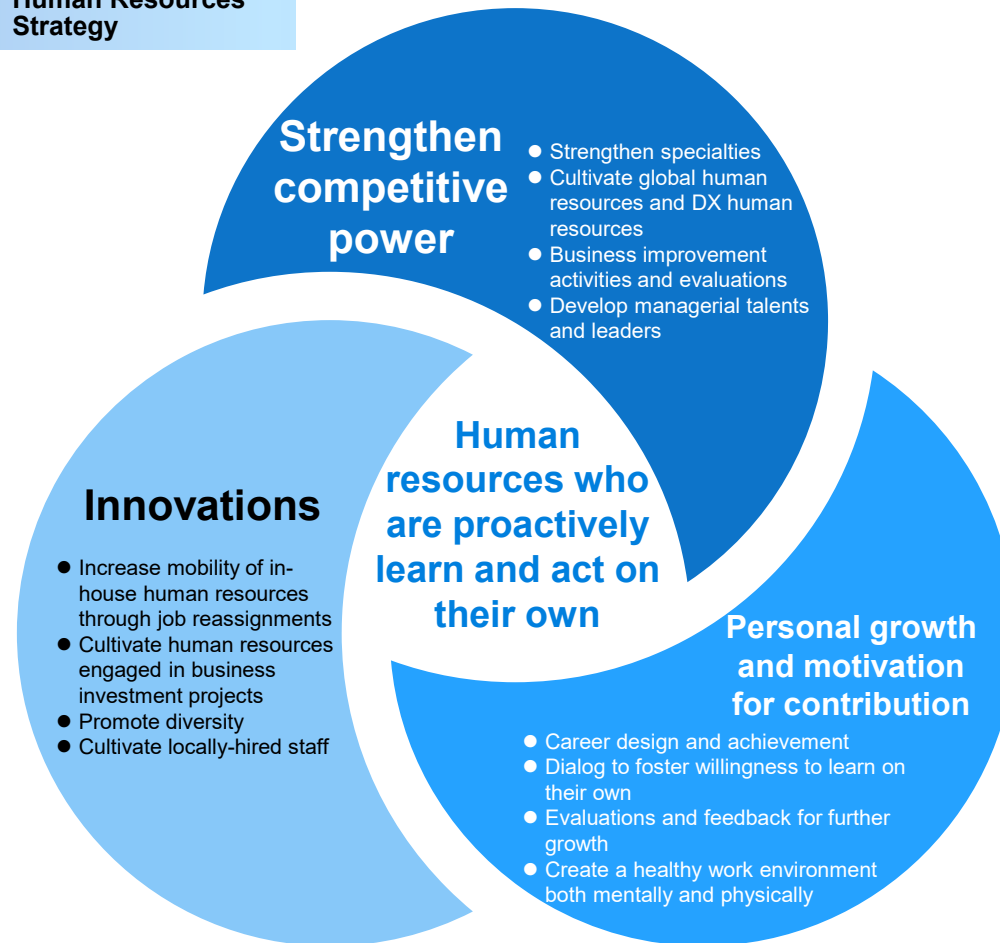 Human Resources
Strategy
Strengthen
competitive
power
● Strengthen specialties
● Cultivate global human
resources and DX human
resources
● Business improvement
activities and evaluations
● Develop managerial talents
and leaders
Human
resources who
are proactively
learn and act on
their own
Innovations
● Increase mobility of in-
house human resources
through job reassignments
● Cultivate human resources
engaged in business
investment projects
● Promote diversity
● Cultivate locally-hired staff
Personal growth
and motivation
for contribution
● Career design and achievement
● Dialog to foster willingness to learn on
their own
● Evaluations and feedback for further
growth
● Create a healthy work environment
both mentally and physically